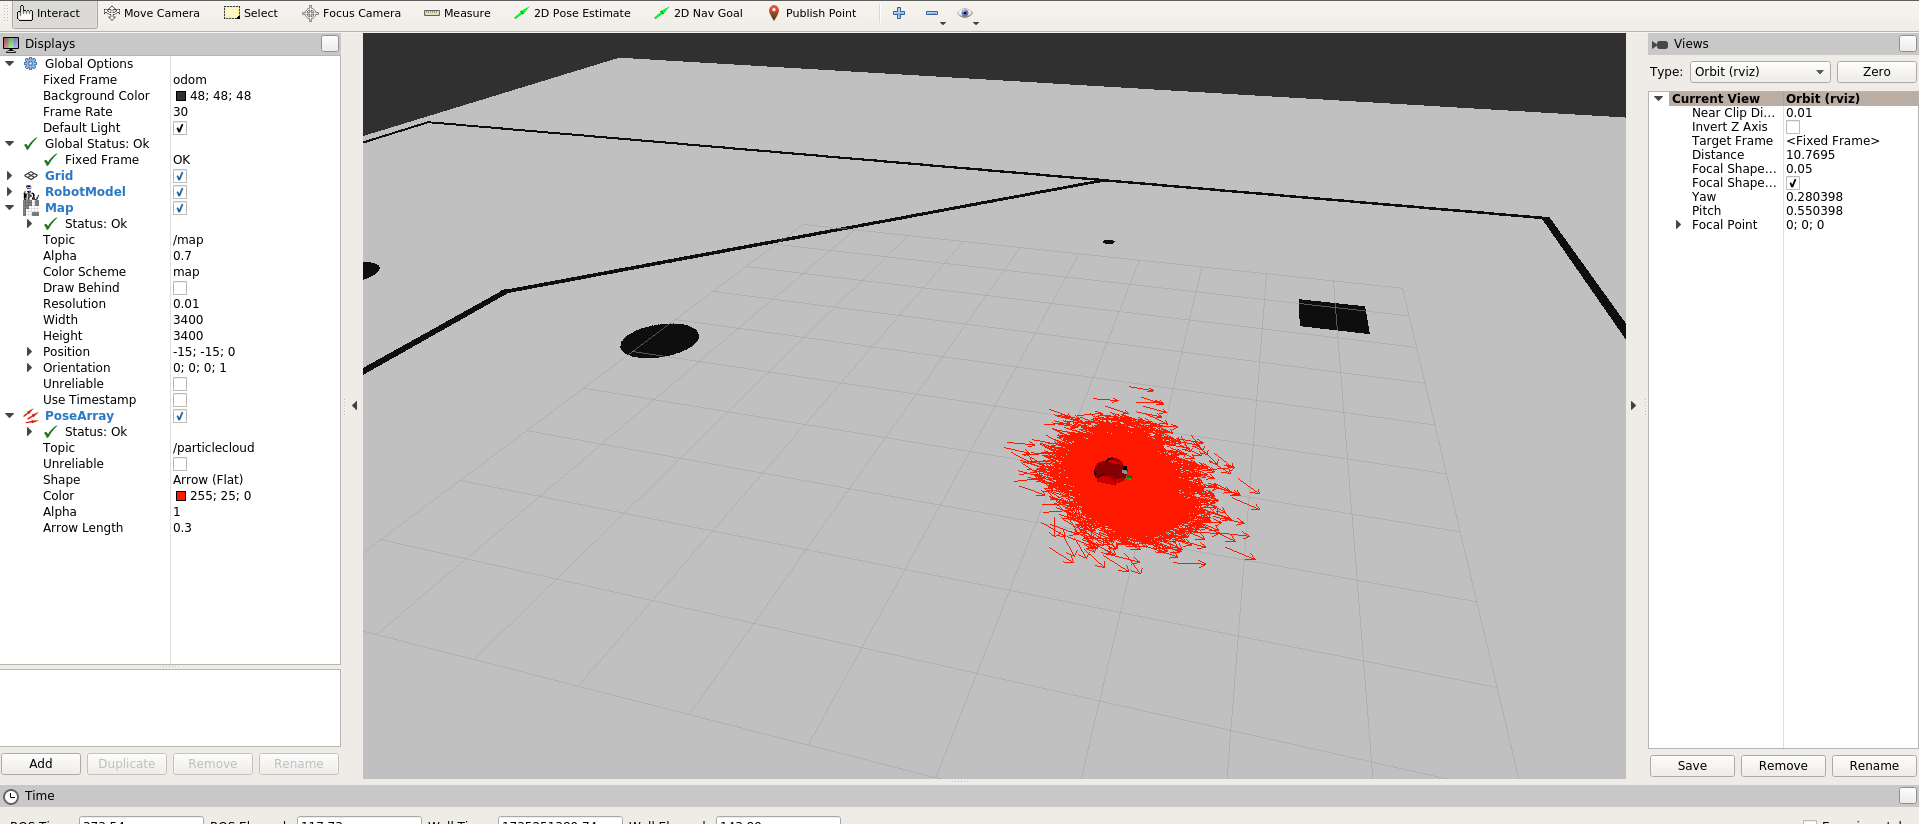 Interact Move Camera Select Focus Camera Measure 2D Pose Estimate 2D Nav Goal Publish Point
Displays
Global Options
Fixed Frame odom
Background Color 48; 48; 48
Frame Rate 30
Default Light
Global Status: Ok
Fixed Frame OK
Grid
RobotModel
Map
Status: Ok
Topic /map
Alpha 0.7
Color Scheme map
Draw Behind
Resolution 0.01
Width 3400
Height 3400
Position -15; -15; 0
Orientation 0; 0; 0; 1
Unreliable
Use Timestamp
PoseArray
Status: Ok
Topic /particlecloud
Unreliable
Shape Arrow (Flat)
Color 255; 25; 0
Alpha 1
Arrow Length 0.3
Add Duplicate Remove Rename
Views
Type: Orbit (rviz) Zero
Current View Orbit (rviz)
Near Clip Di... 0.01
Invert Z Axis
Target Frame <Fixed Frame>
Distance 10.7695
Focal Shape... 0.05
Focal Shape...
Yaw 0.280398
Pitch 0.550398
Focal Point 0; 0; 0
Save Remove Rename
Time